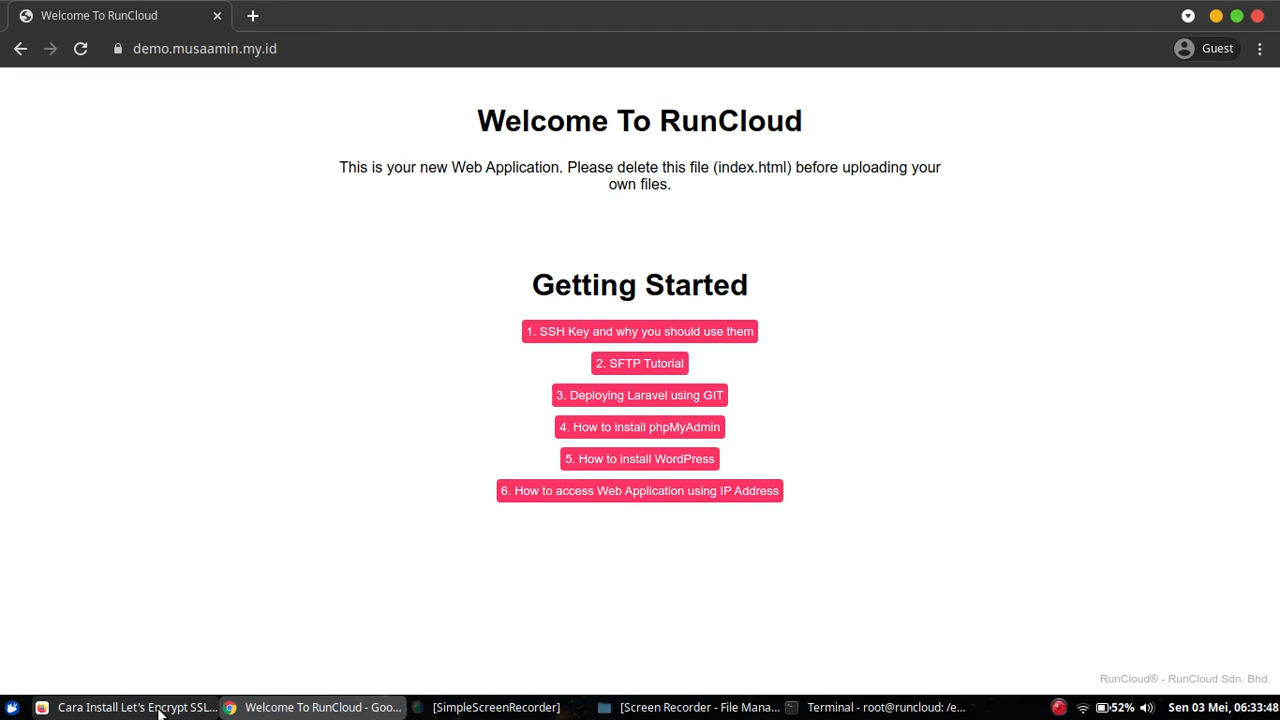 Welcome To RunCloud
demo.musaamin.my.id
Guest
Welcome To RunCloud
This is your new Web Application. Please delete this file (index.html) before uploading your
own files.
Getting Started
1. SSH Key and why you should use them
2. SFTP Tutorial
3. Deploying Laravel using GIT
4. How to install phpMyAdmin
5. How to install WordPress
6. How to access Web Application using IP Address
RunCloud® - RunCloud Sdn. Bhd.
Cara Install Let's Encrypt SSL... Welcome To RunCloud - Goo... [SimpleScreenRecorder] [Screen Recorder - File Mana... Terminal - root@runcloud: /e... 52% Sen 03 Mei, 06:33:48